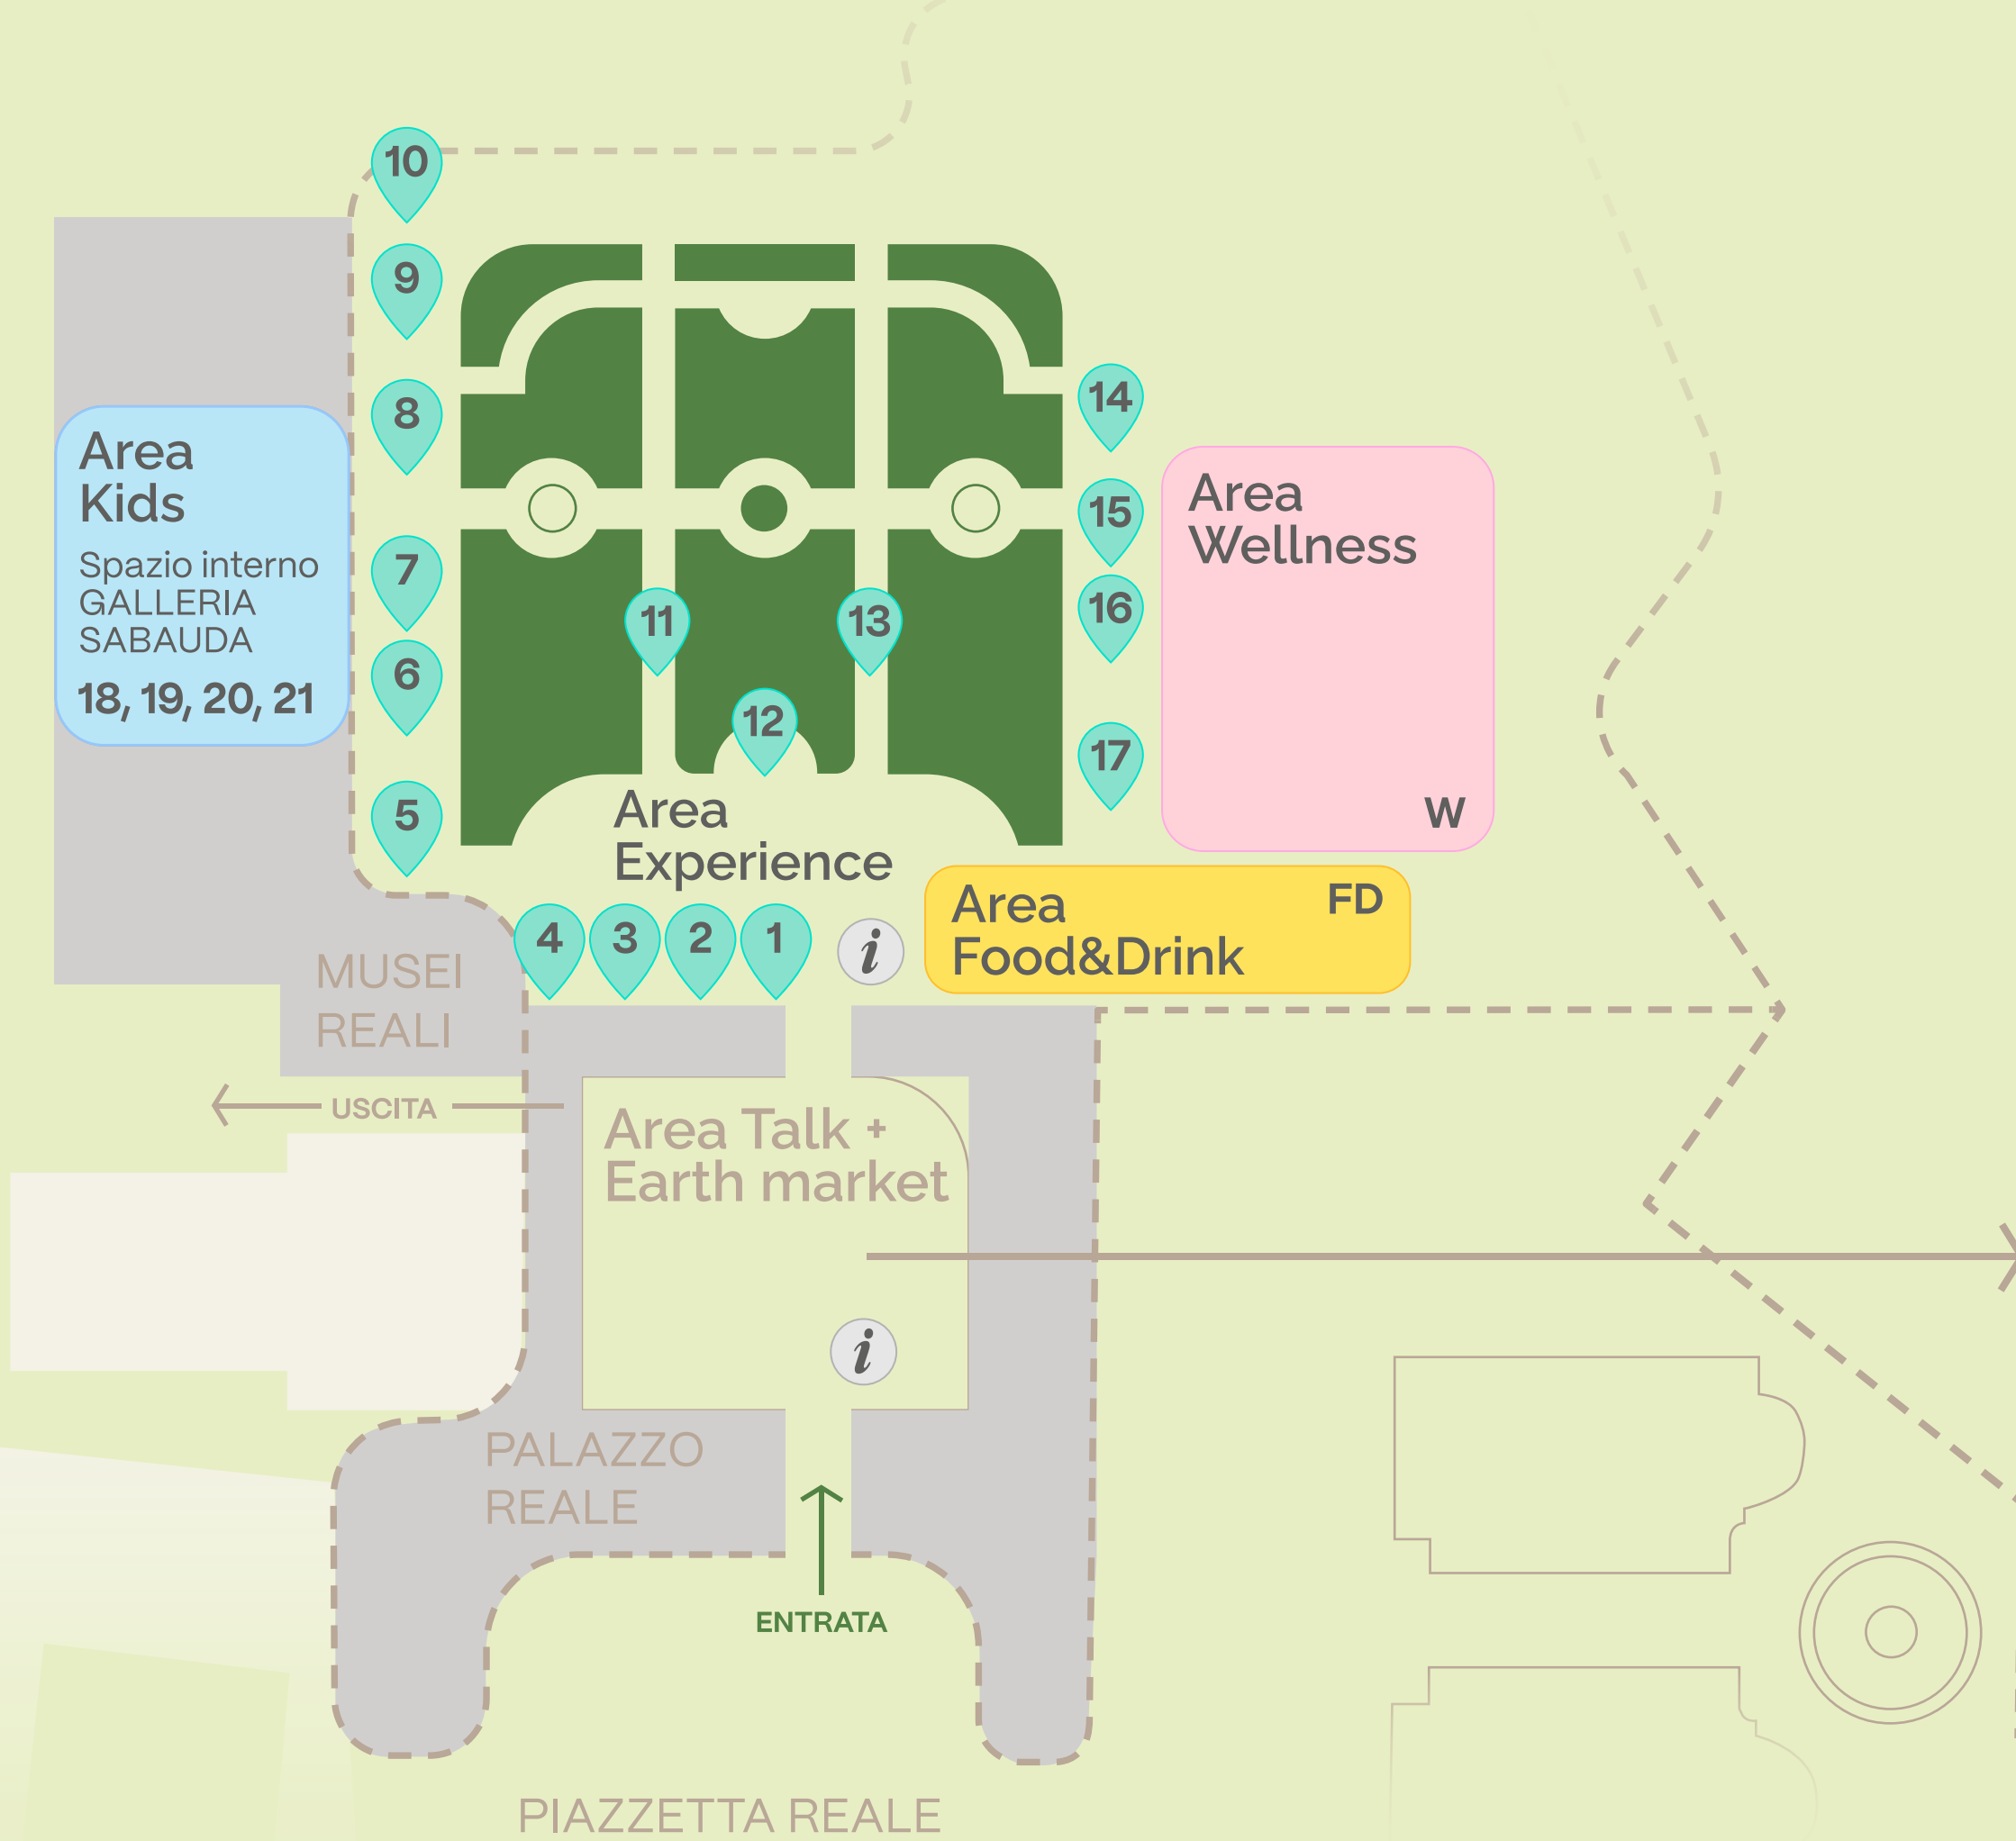 10
9
8
7
6
5
Area
Kids
Spazio interno
GALLERIA
SABAUDA
18, 19, 20, 21
11
13
12
14
15
16
17
Area
Wellness
W
Area
Experience
4
3
2
1
i
Area
Food&Drink
FD
MUSEI
REALI
USCITA
Area Talk +
Earth market
i
PALAZZO
REALE
ENTRATA
PIAZZETTA REALE